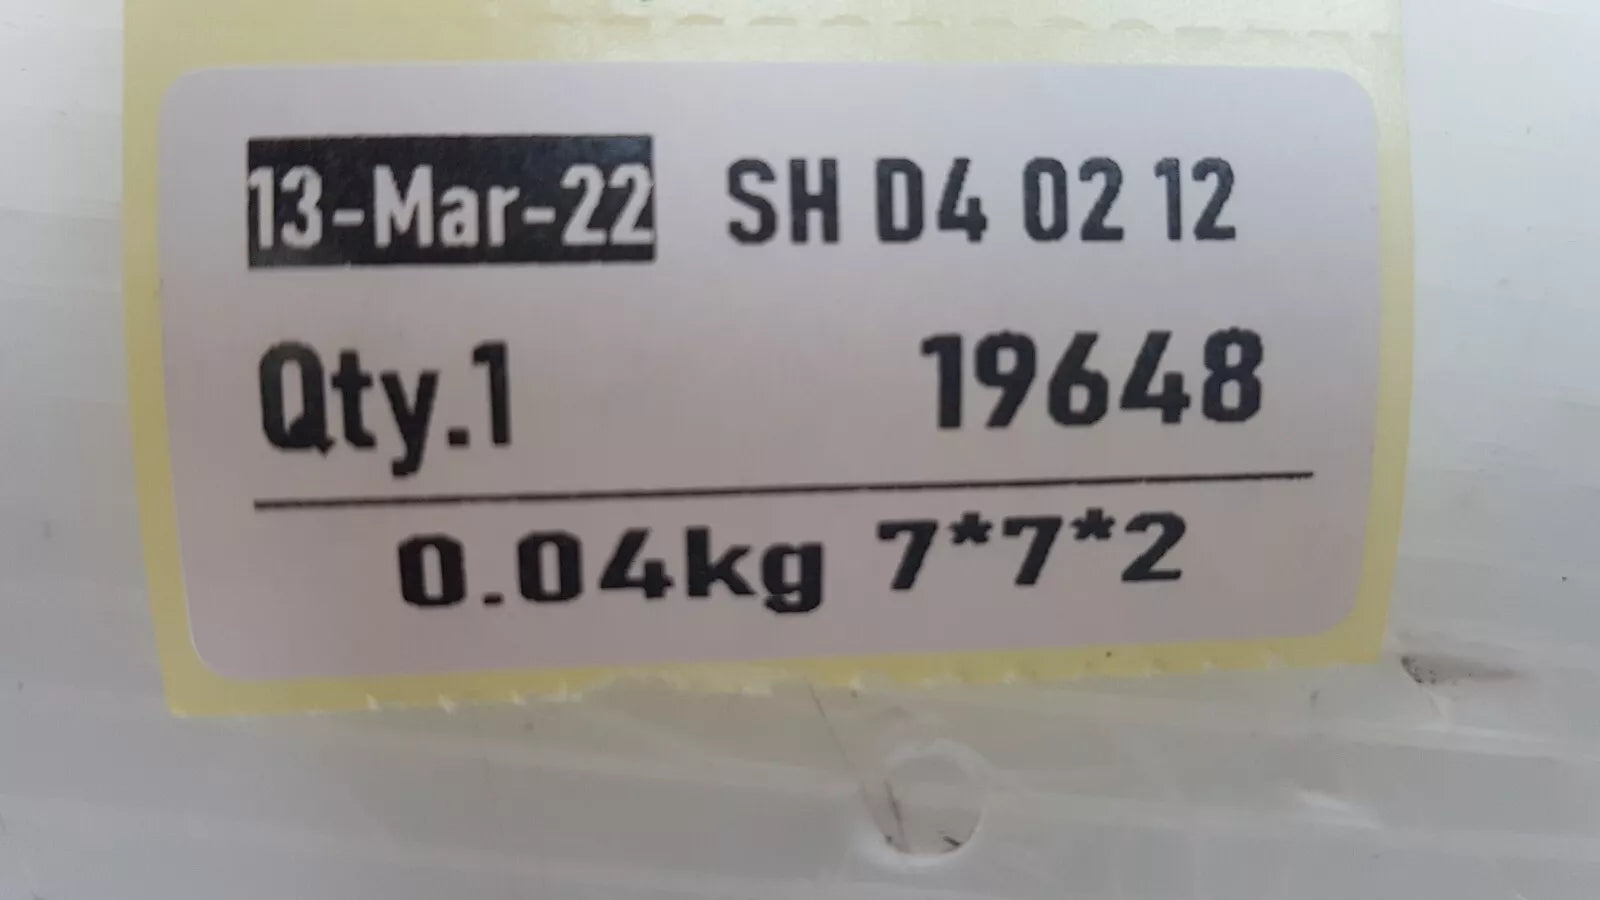 13-Mar-22 SH D4 02 12
Qty.1 19648
0.04kg 7*7*2